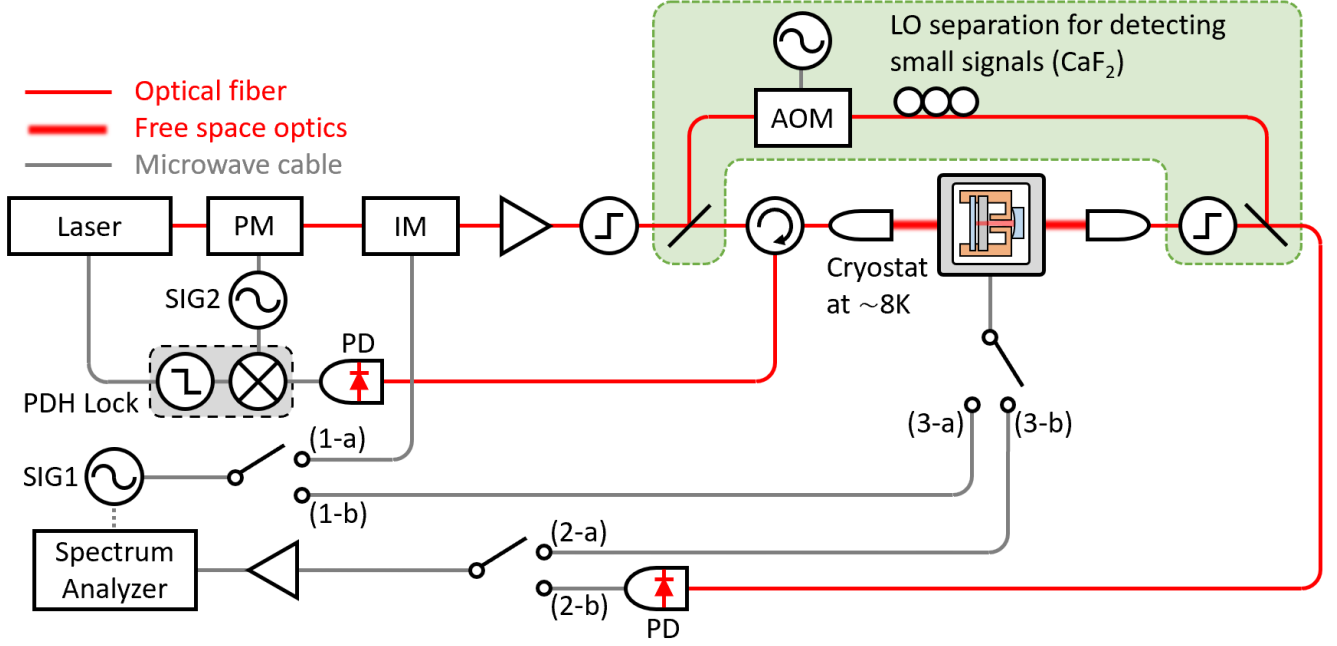 LO separation for detecting
small signals (CaF2)
AOM
Optical fiber
Free space optics
Microwave cable
Laser
PM
IM
Cryostat
at ~8K
SIG2
PD
PDH Lock
(1-a)
(3-a)
(3-b)
SIG1
(1-b)
(2-a)
Spectrum
Analyzer
(2-b)
PD